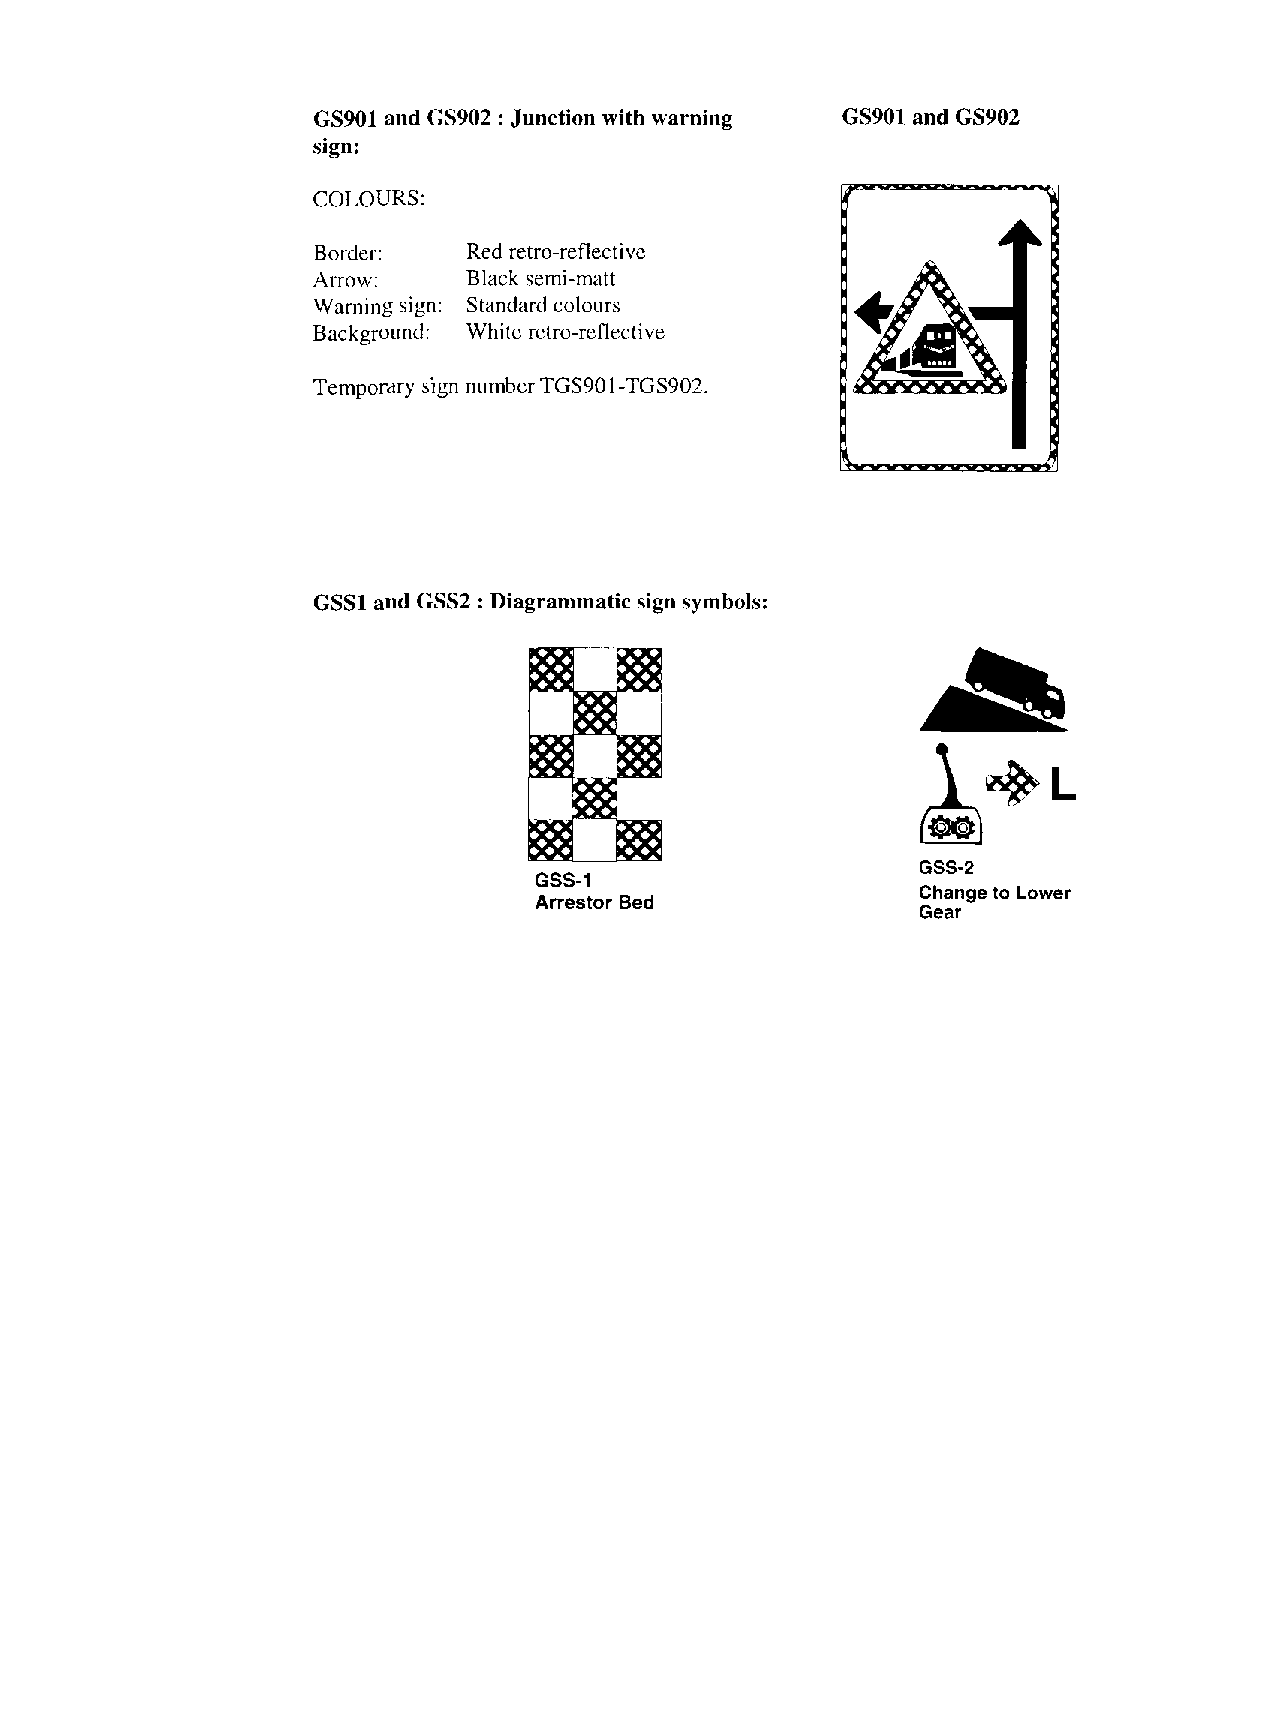 GS901 and GS902 : Junction with warning
sign:
GS901 and GS902
COLOURS:
Border: Red retro-reflective
Arrow: Black semi-matt
Warning sign: Standard colours
Background: White retro-reflective
Temporary sign number TGS901-TGS902.
GSS1 and GSS2 : Diagrammatic sign symbols:
L
GSS-1
Arrestor Bed
GSS-2
Change to Lower
Gear